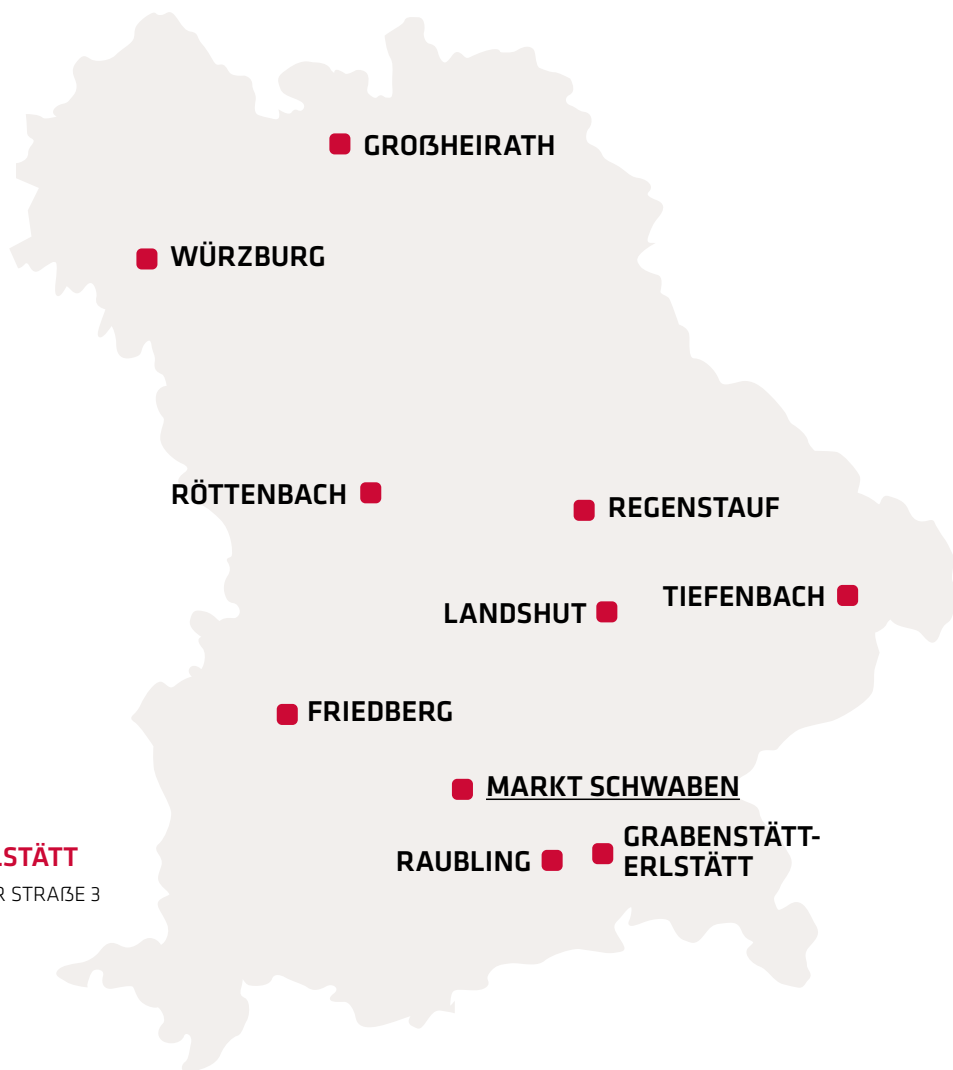 GROẞHEIRATH
WÜRZBURG
RÖTTENBACH
REGENSTAUF
TIEFENBACH
LANDSHUT
FRIEDBERG
MARKT SCHWABEN
GRABENSTÄTT-
ERLSTÄTT
RAUBLING
LSTÄTT
R STRAẞE 3